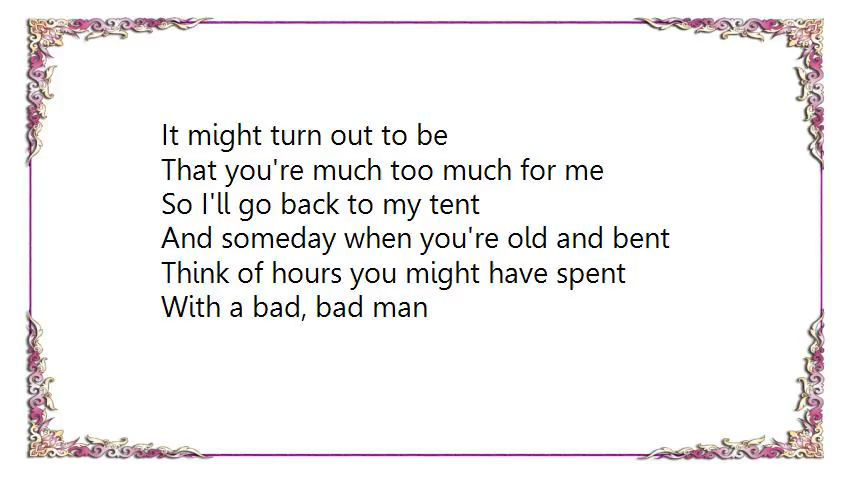 It might turn out to be
That you're much too much for me
So I'll go back to my tent
And someday when you're old and bent
Think of hours you might have spent
With a bad, bad man